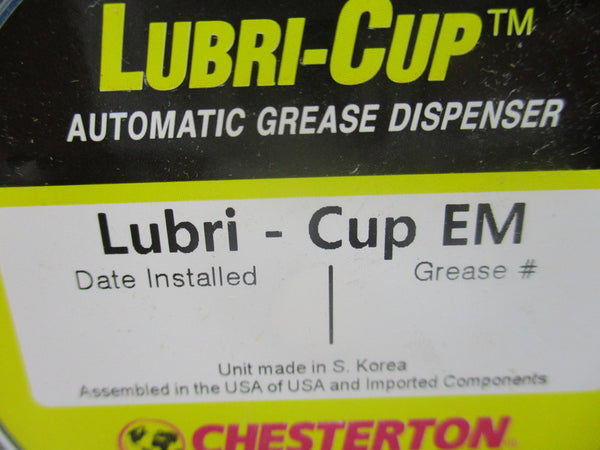 LUBRI-CUP™
AUTOMATIC GREASE DISPENSER
Lubri - Cup EM
Date Installed
Grease #
Unit made in S. Korea
Assembled in the USA of USA and Imported Components
CHESTERTON